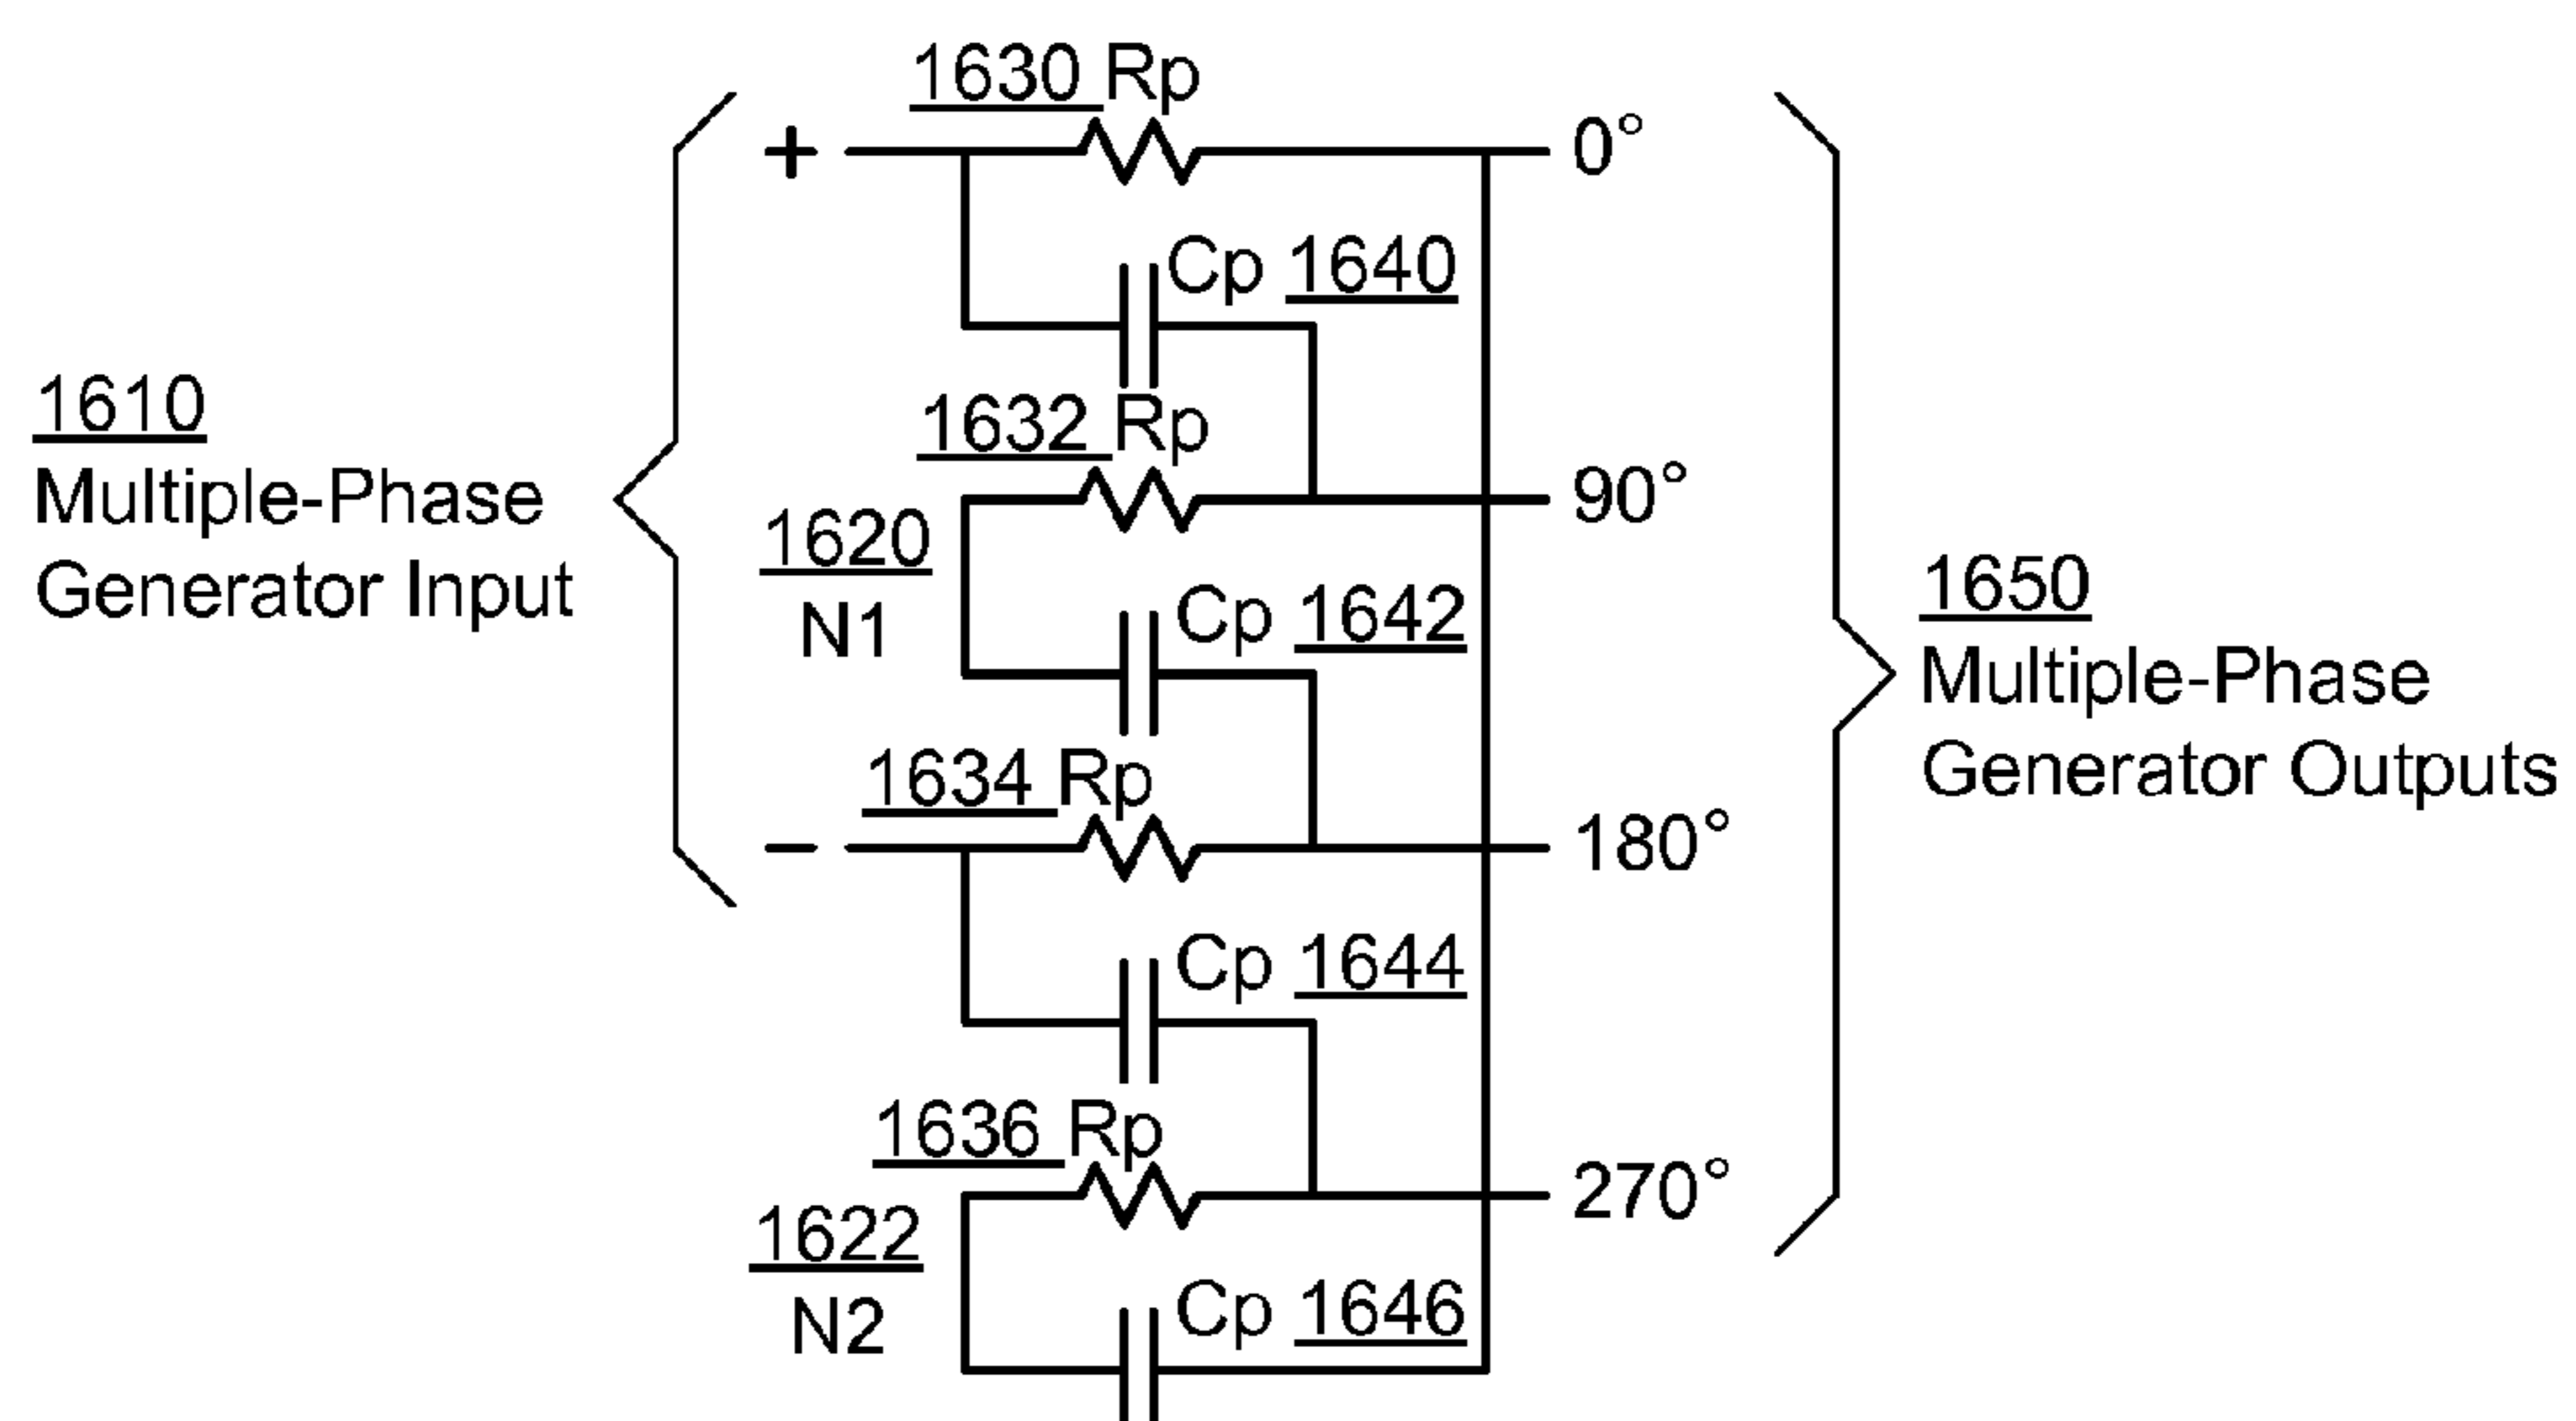 1630 Rp
+
0°
Cp 1640
1610
Multiple-Phase
Generator Input
1632 Rp
90°
1620
N1
Cp 1642
1650
Multiple-Phase
Generator Outputs
1634 Rp
−
180°
Cp 1644
1636 Rp
270°
1622
N2
Cp 1646